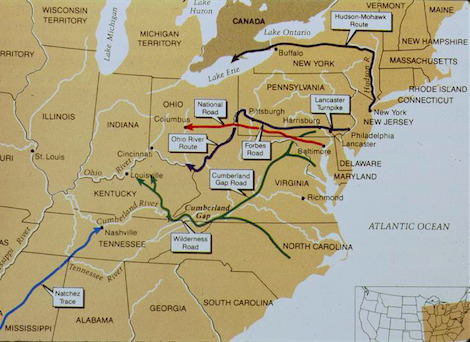 WISCONSIN
TERRITORY
Lake Michigan
MICHIGAN
TERRITORY
Lake
Huron
CANADA
Lake Ontario
VERMONT
MAINE
Hudson-Mohawk
Route
NEW HAMPSHIRE
MASSACHUSETTS
RHODE ISLAND
CONNECTICUT
Buffalo
NEW YORK
Hudson R.
Lake Erie
RRITORY
PENNSYLVANIA
New York
NEW JERSEY
OHIO
National
Road
Pittsburgh
Lancaster
Turnpike
Harrisburg
Columbus
Philadelphia
Lancaster
ILLINOIS
INDIANA
Ohio River
Route
Forbes
Road
Baltimore
DELAWARE
MARYLAND
URI
St. Louis
Cincinnati
Ohio River
Louisville
Cumberland
Gap Road
VIRGINIA
Richmond
KENTUCKY
Cumberland River
Cumberland
Gap
ATLANTIC OCEAN
Nashville
TENNESSEE
Wilderness
Road
NORTH CAROLINA
Mississippi River
Tennessee River
Natchez
Trace
SOUTH CAROLINA
GEORGIA
ALABAMA
MISSISSIPPI